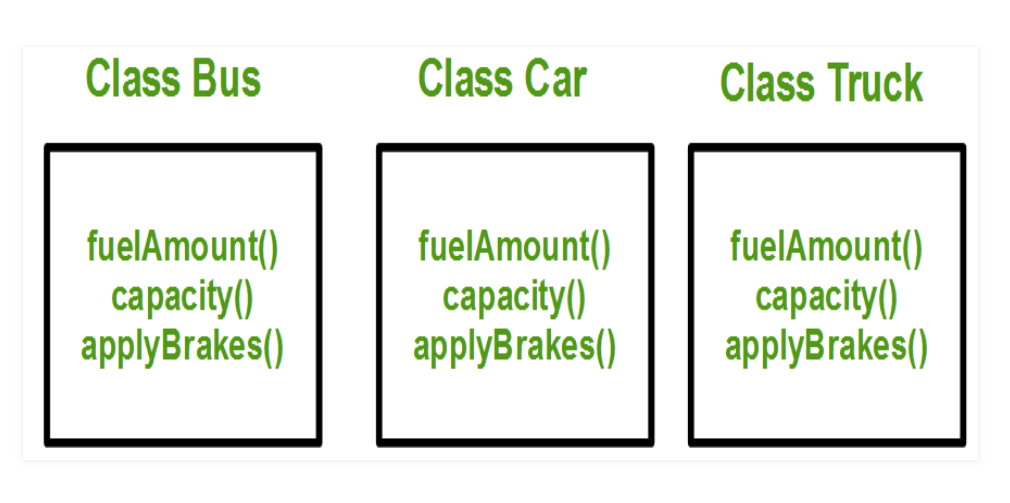 Class Bus
Class Car
Class Truck
fuelAmount()
capacity()
applyBrakes()
fuelAmount()
capacity()
applyBrakes()
fuelAmount()
capacity()
applyBrakes()